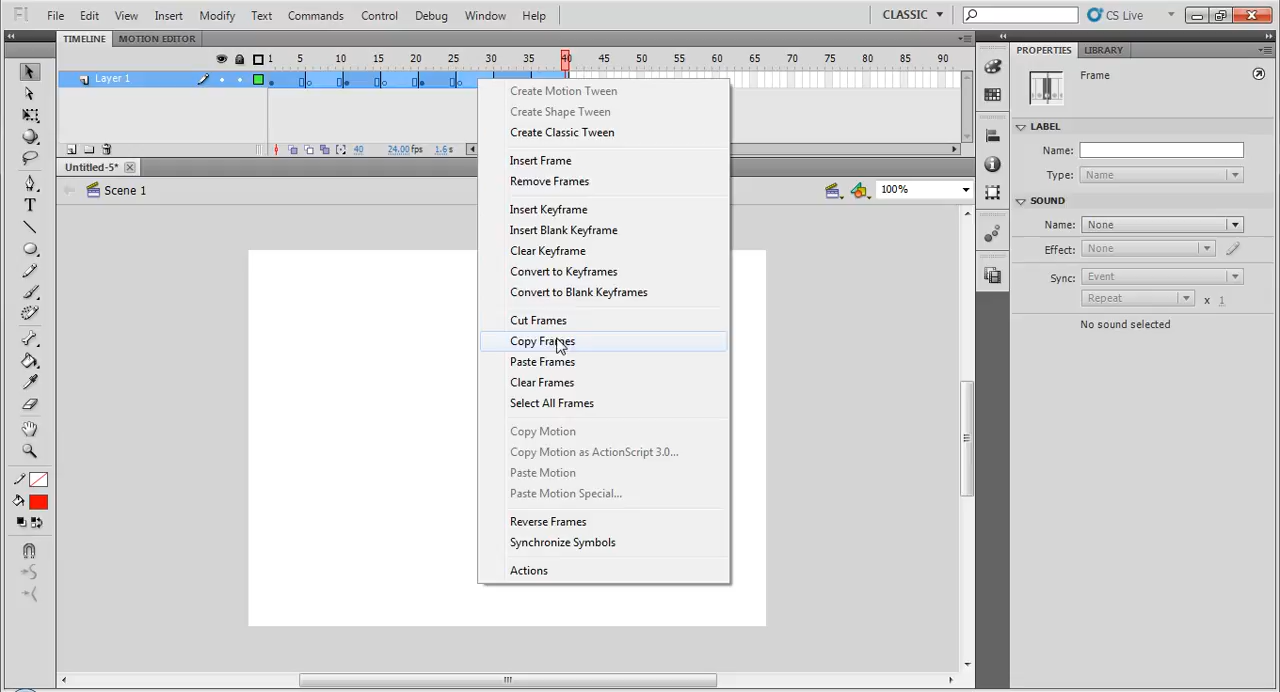 Fl File Edit View Insert Modify Text Commands Control Debug Window Help CLASSIC CS Live
TIMELINE MOTION EDITOR
1 5 10 15 20 25 30 35 40 45 50 55 60 65 70 75 80 85 90
Layer 1
40 24.00 fps 1.6 s
Untitled-5*
Scene 1 100%
Create Motion Tween
Create Shape Tween
Create Classic Tween
Insert Frame
Remove Frames
Insert Keyframe
Insert Blank Keyframe
Clear Keyframe
Convert to Keyframes
Convert to Blank Keyframes
Cut Frames
Copy Frames
Paste Frames
Clear Frames
Select All Frames
Copy Motion
Copy Motion as ActionScript 3.0...
Paste Motion
Paste Motion Special...
Reverse Frames
Synchronize Symbols
Actions
PROPERTIES LIBRARY
Frame
LABEL
Name:
Type: Name
SOUND
Name: None
Effect: None
Sync: Event
Repeat x 1
No sound selected